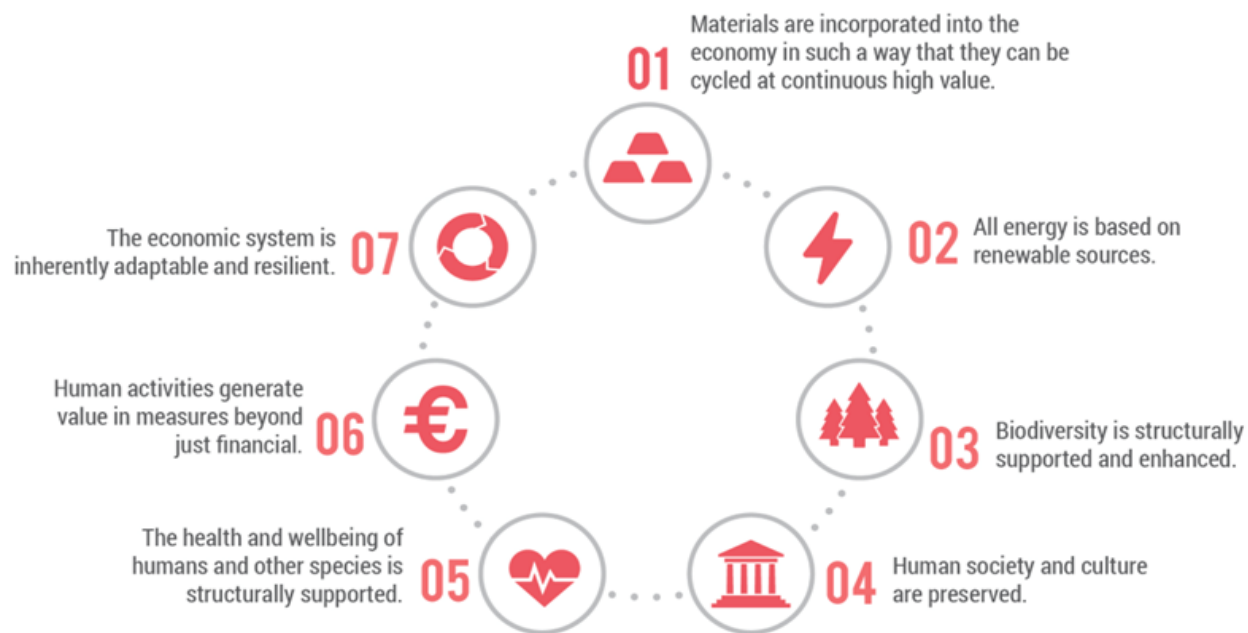 01
Materials are incorporated into the
economy in such a way that they can be
cycled at continuous high value.
02
All energy is based on
renewable sources.
03
Biodiversity is structurally
supported and enhanced.
04
Human society and culture
are preserved.
05
The health and wellbeing of
humans and other species is
structurally supported.
06
Human activities generate
value in measures beyond
just financial.
07
The economic system is
inherently adaptable and resilient.
€